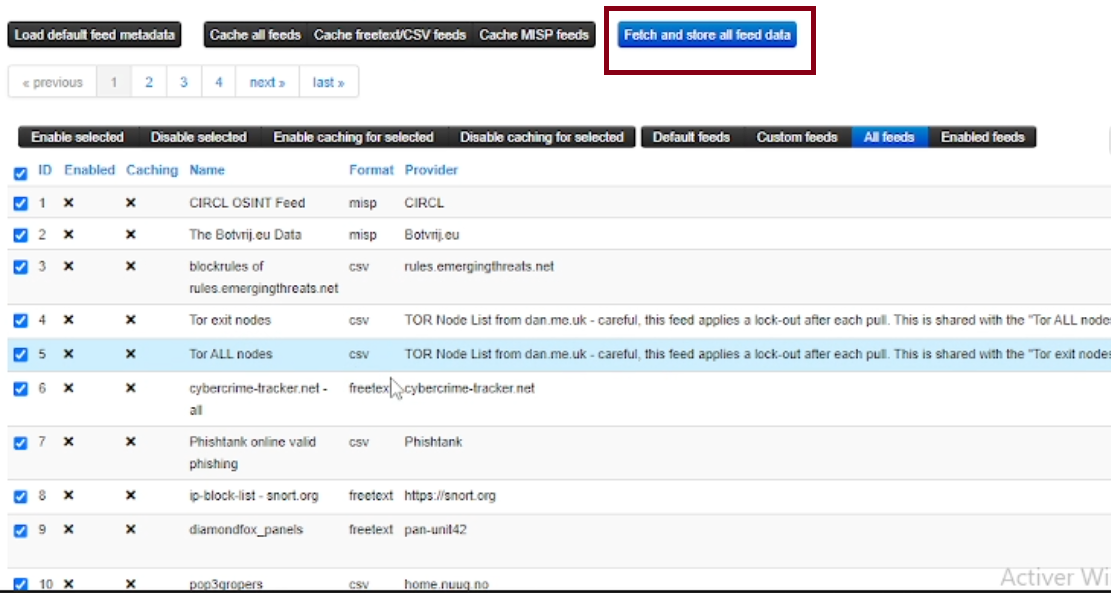 Load default feed metadata Cache all feeds Cache freetext/CSV feeds Cache MISP feeds Fetch and store all feed data
« previous 1 2 3 4 next » last »
Enable selected Disable selected Enable caching for selected Disable caching for selected Default feeds Custom feeds All feeds Enabled feeds
ID Enabled Caching Name Format Provider
1 CIRCL OSINT Feed misp CIRCL
2 The Botvrij.eu Data misp Botvrij.eu
3 blockrules of csv rules.emergingthreats.net
rules.emergingthreats.net
4 Tor exit nodes csv TOR Node List from dan.me.uk - careful, this feed applies a lock-out after each pull. This is shared with the "Tor ALL nodes
5 Tor ALL nodes csv TOR Node List from dan.me.uk - careful, this feed applies a lock-out after each pull. This is shared with the "Tor exit nodes
6 cybercrime-tracker.net - freetext cybercrime-tracker.net
all
7 Phishtank online valid csv Phishtank
phishing
8 ip-block-list - snort.org freetext https://snort.org
9 diamondfox_panels freetext pan-unit42
10 pop3gropers csv home.nuug.no
Activer Wi